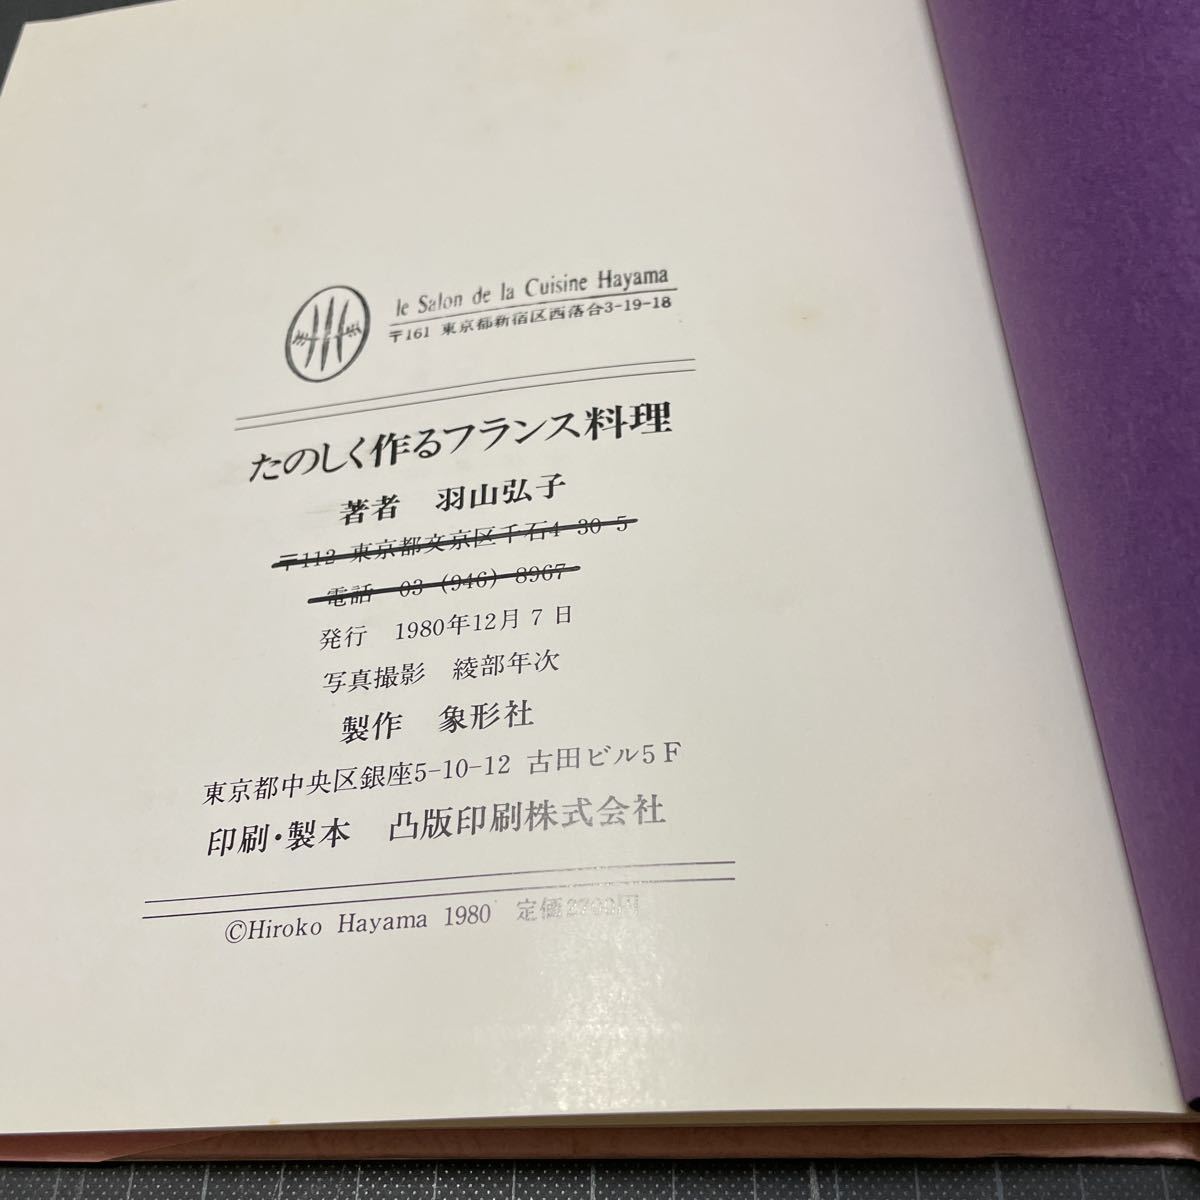 le Salon de la Cuisine Hayama
〒161 東京都新宿区西落合3-19-18
たのしく作るフランス料理
著者 羽山弘子
〒112 東京都文京区千石4-30-5
電話 03 (946) 8967
発行 1980年12月7日
写真撮影 綾部年次
製作 象形社
東京都中央区銀座5-10-12 古田ビル5F
印刷・製本 凸版印刷株式会社
©Hiroko Hayama 1980 定価2700円